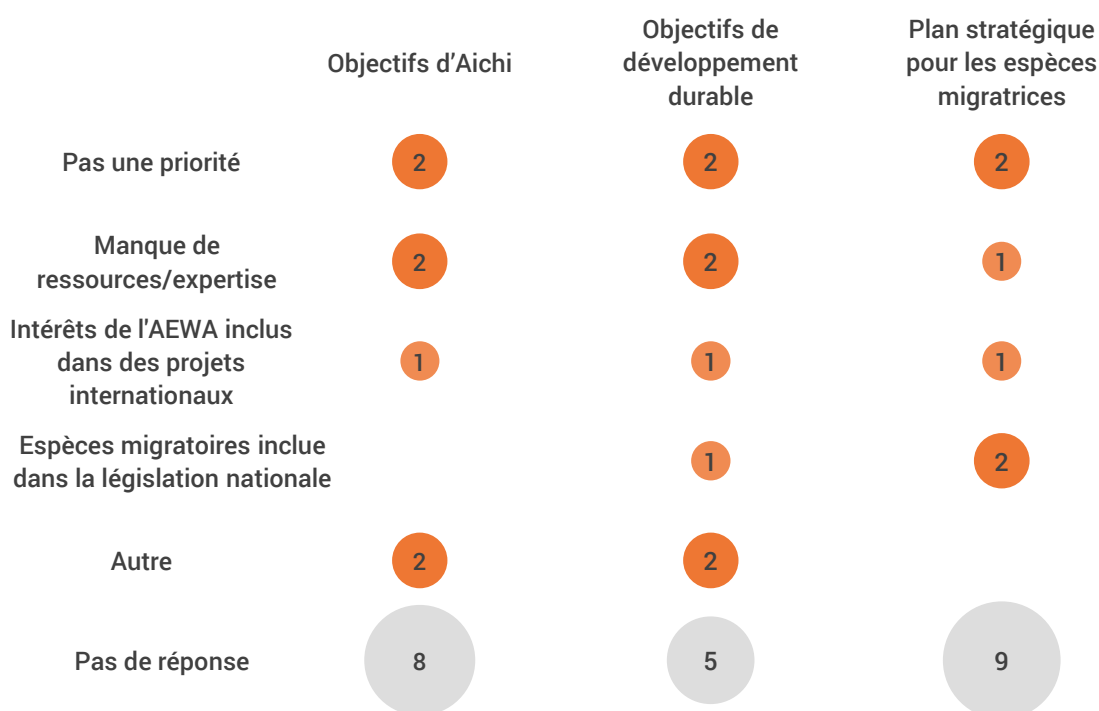 Objectifs d'Aichi
Objectifs de
développement
durable
Plan stratégique
pour les espèces
migratrices
Pas une priorité
2
2
2
Manque de
ressources/expertise
2
2
1
Intérêts de l'AEWA inclus
dans des projets
internationaux
1
1
1
Espèces migratoires inclue
dans la législation nationale
1
2
Autre
2
2
Pas de réponse
8
5
9